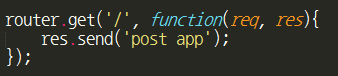 router.get('/', function(req, res){
    res.send('post app');
});